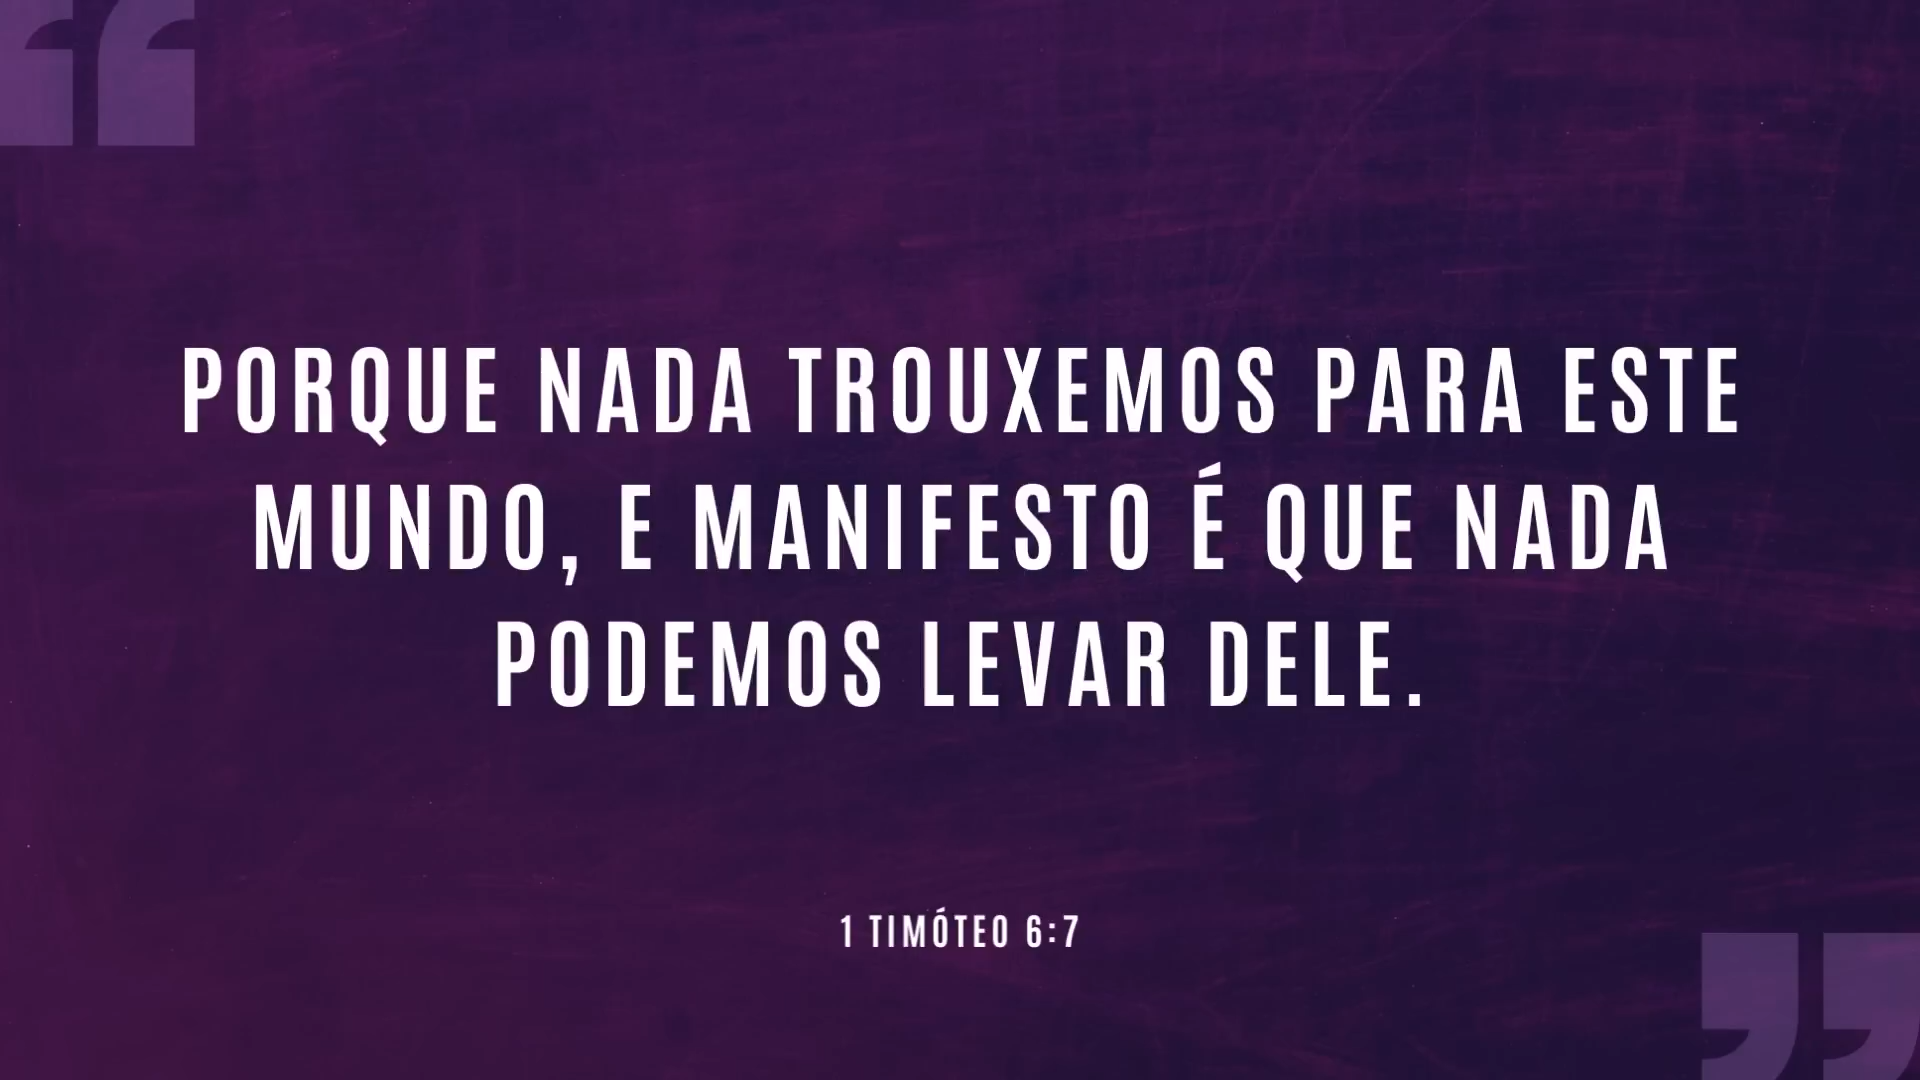 PORQUE NADA TROUXEMOS PARA ESTE
MUNDO, E MANIFESTO É QUE NADA
PODEMOS LEVAR DELE.
1 TIMÓTEO 6:7